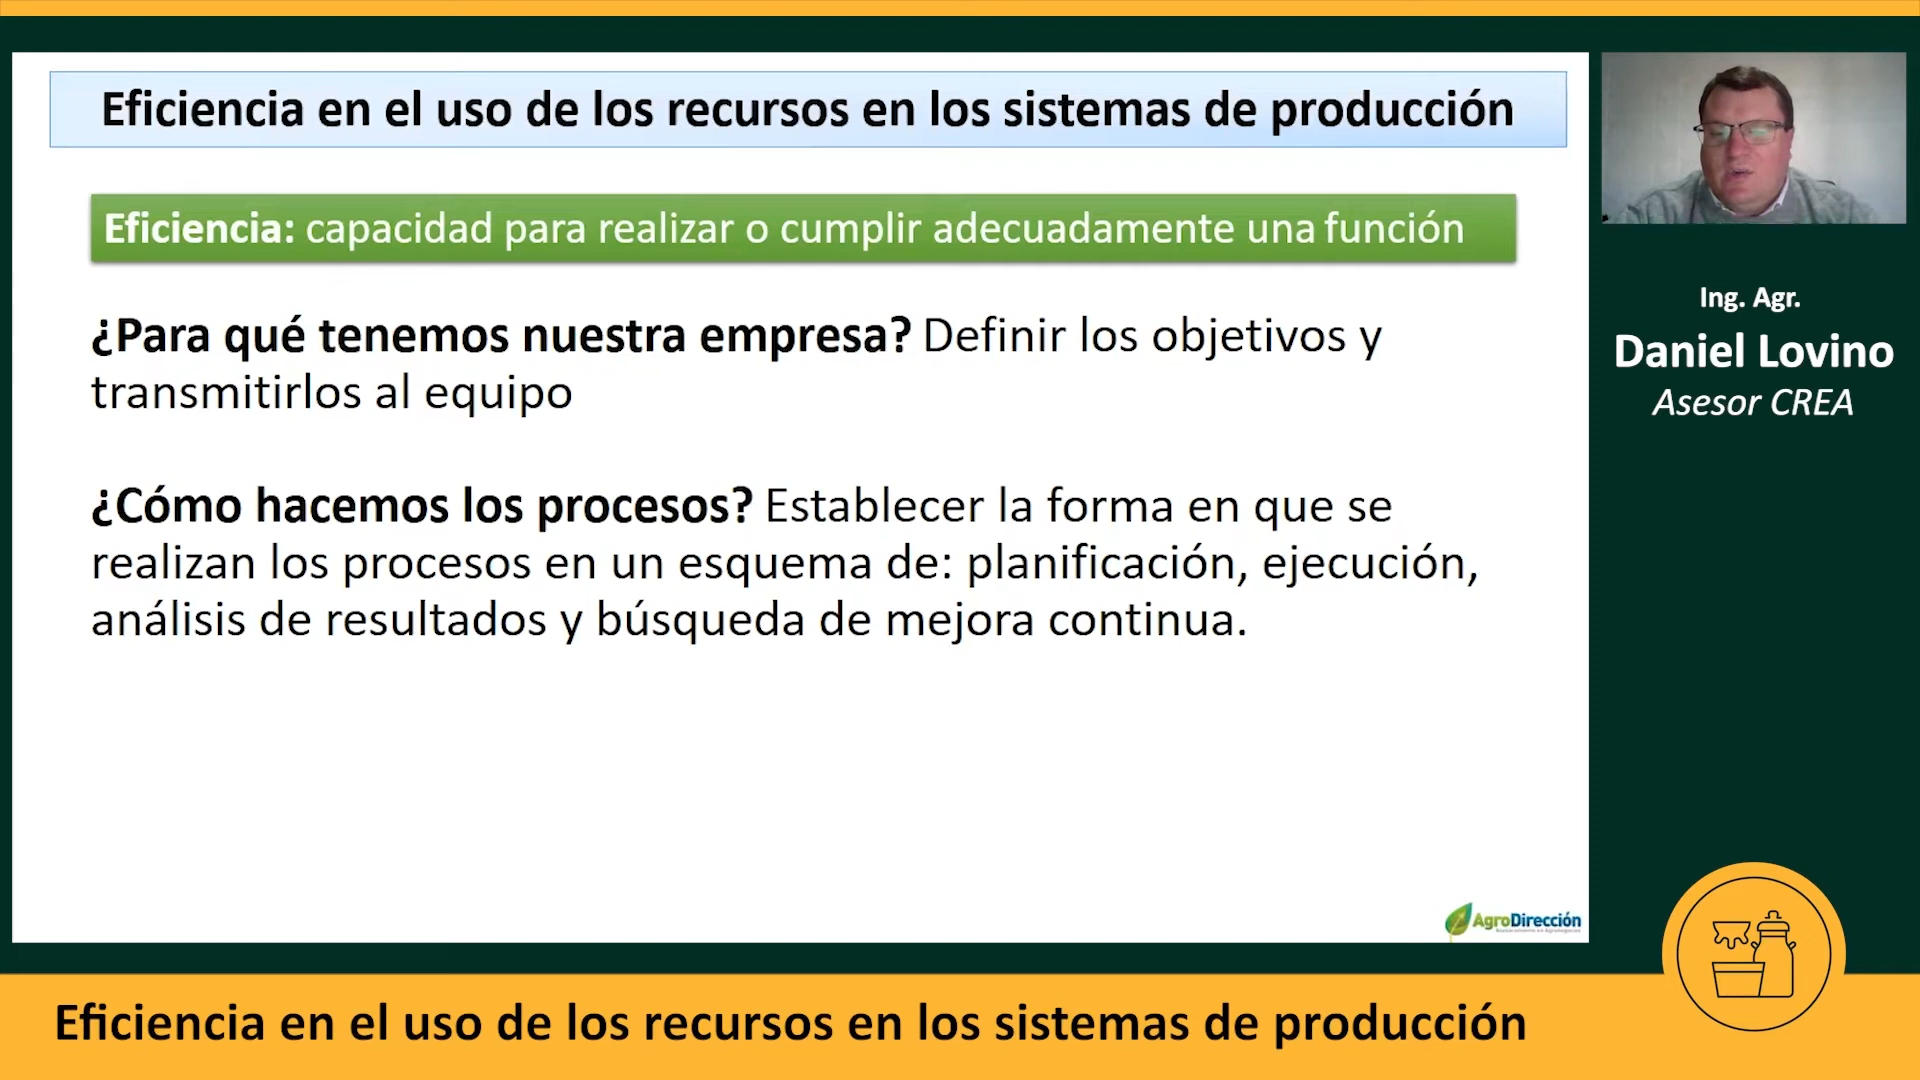 Eficiencia en el uso de los recursos en los sistemas de producción
Eficiencia: capacidad para realizar o cumplir adecuadamente una función
¿Para qué tenemos nuestra empresa? Definir los objetivos y
transmitirlos al equipo
¿Cómo hacemos los procesos? Establecer la forma en que se
realizan los procesos en un esquema de: planificación, ejecución,
análisis de resultados y búsqueda de mejora continua.
AgroDirección
Ing. Agr.
Daniel Lovino
Asesor CREA
Eficiencia en el uso de los recursos en los sistemas de producción